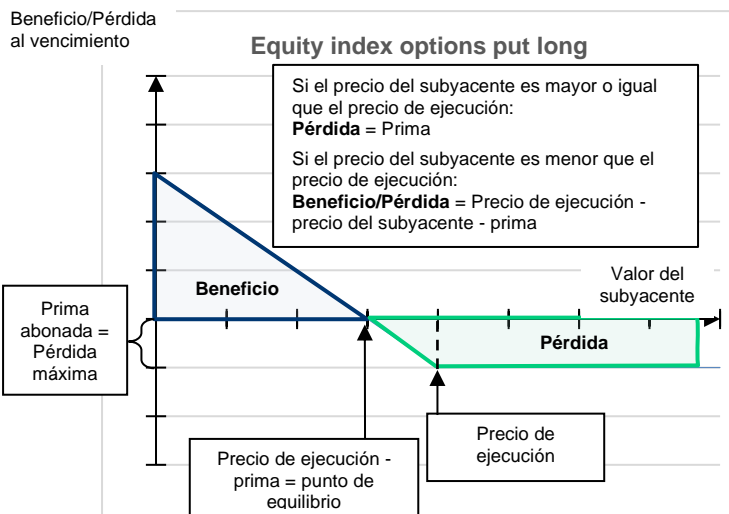 Beneficio/Pérdida
al vencimiento
Equity index options put long
Si el precio del subyacente es mayor o igual
que el precio de ejecución:
Pérdida = Prima
Si el precio del subyacente es menor que el
precio de ejecución:
Beneficio/Pérdida = Precio de ejecución -
precio del subyacente - prima
Valor del
subyacente
Beneficio
Prima
abonada =
Pérdida
máxima
Pérdida
Precio de
ejecución
Precio de ejecución -
prima = punto de
equilibrio